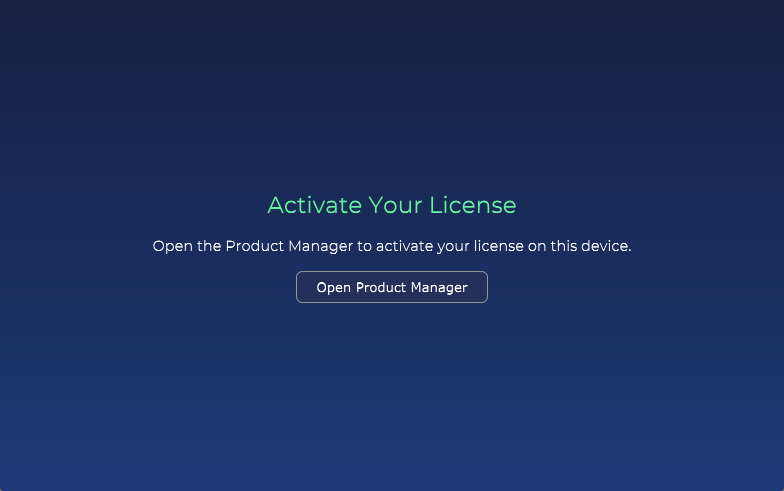 Activate Your License
Open the Product Manager to activate your license on this device.
Open Product Manager